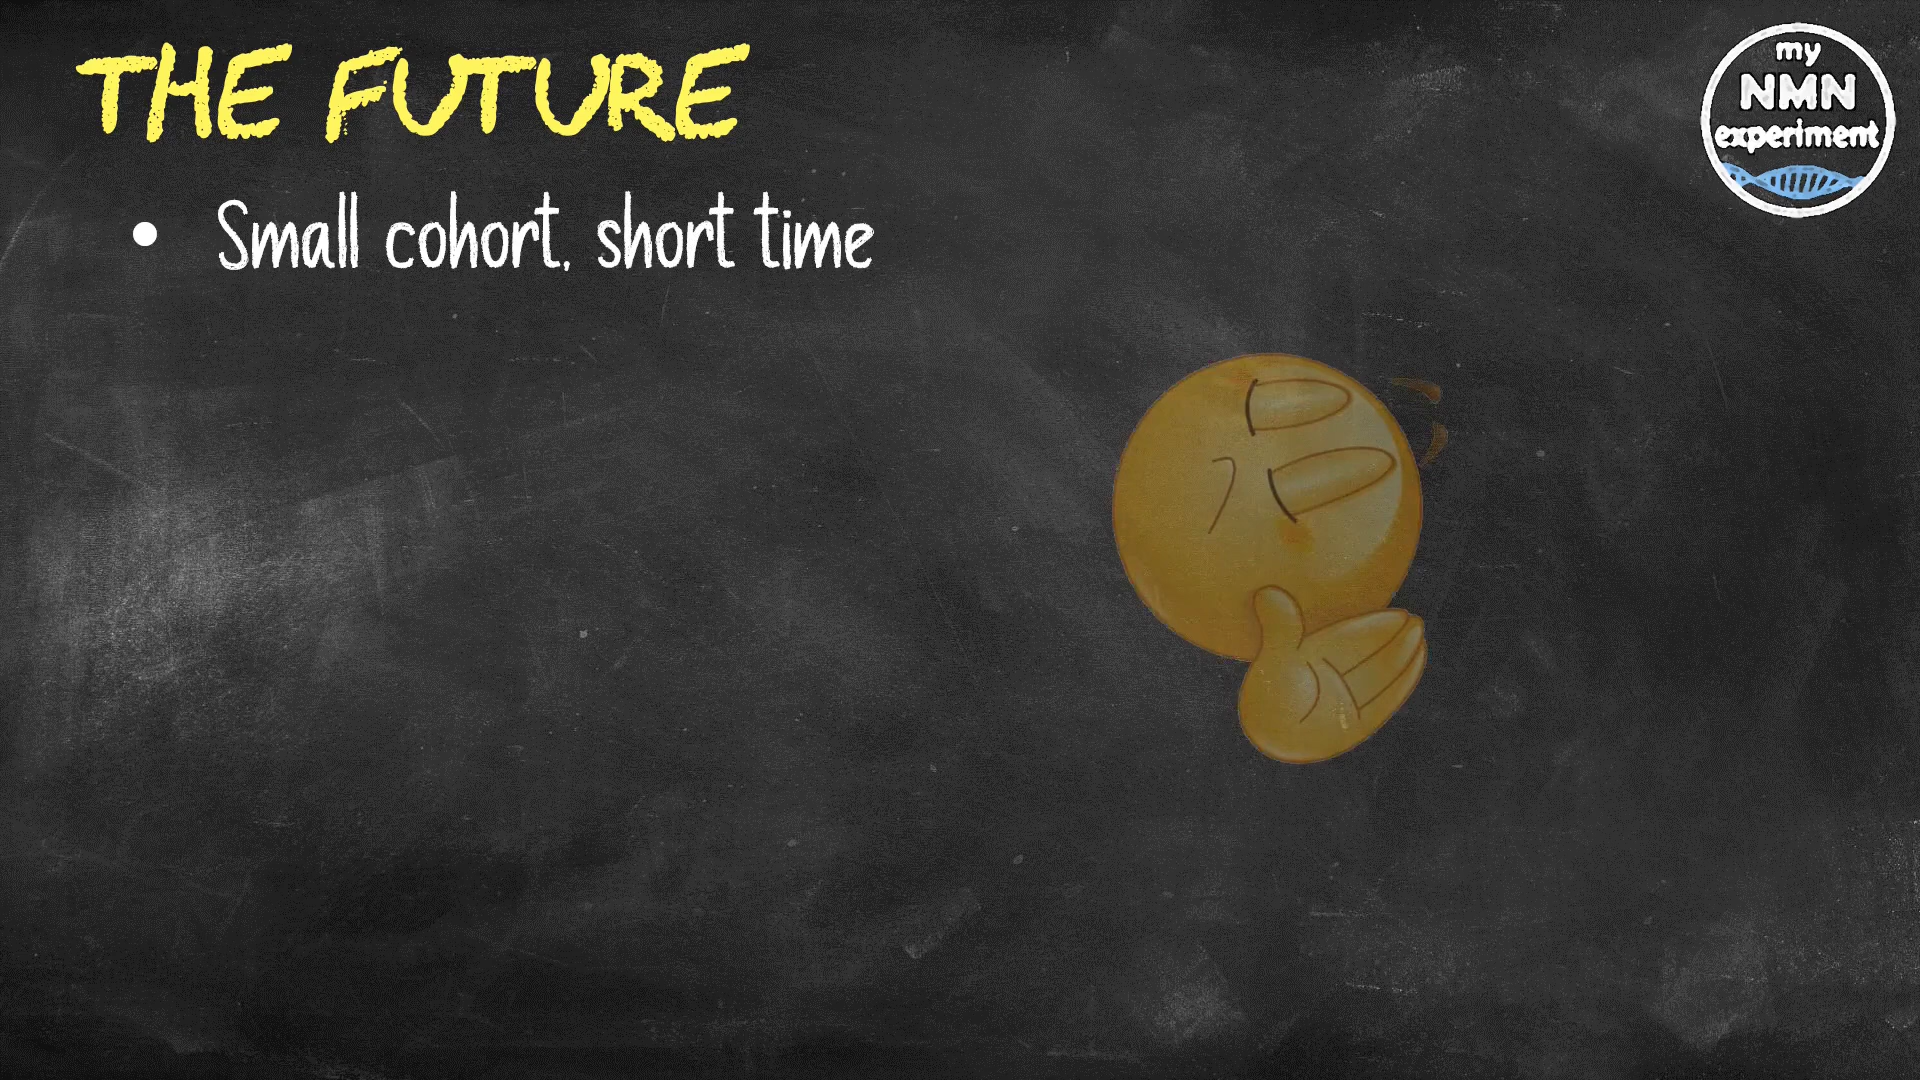 THE FUTURE
my
NMN
experiment
• Small cohort, short time